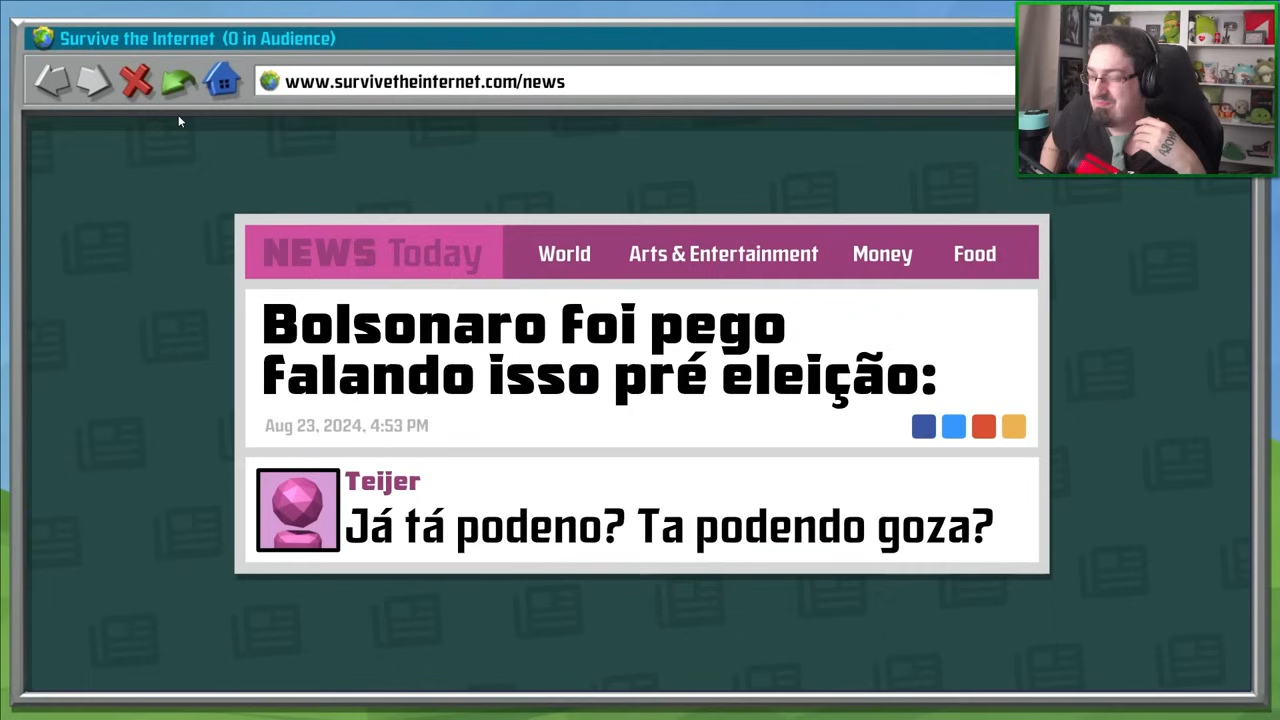 Survive the Internet (0 in Audience)
www.survivetheinternet.com/news
NEWS Today World Arts & Entertainment Money Food
Bolsonaro foi pego
falando isso pré eleição:
Aug 23, 2024, 4:53 PM
Teijer
Já tá podeno? Ta podendo goza?